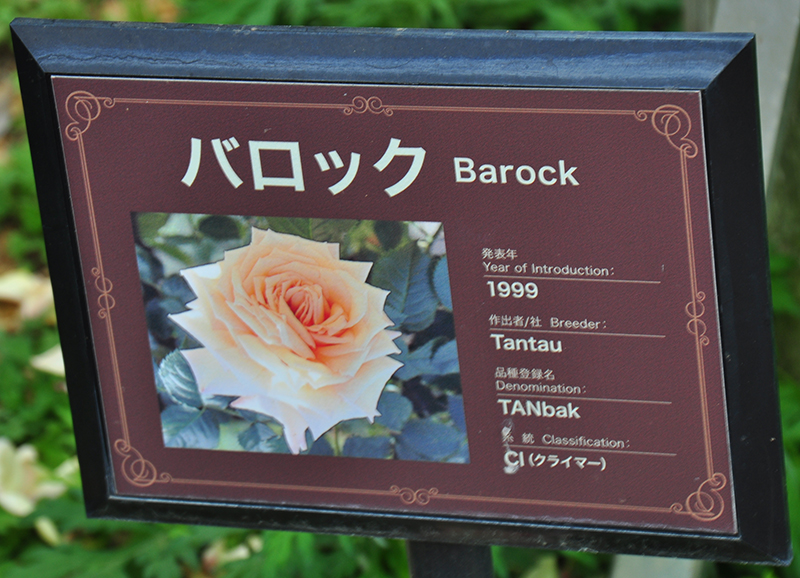 バロック Barock
発表年
Year of Introduction:
1999
作出者/社 Breeder:
Tantau
品種登録名
Denomination:
TANbak
系 統 Classification:
Cl (クライマー)